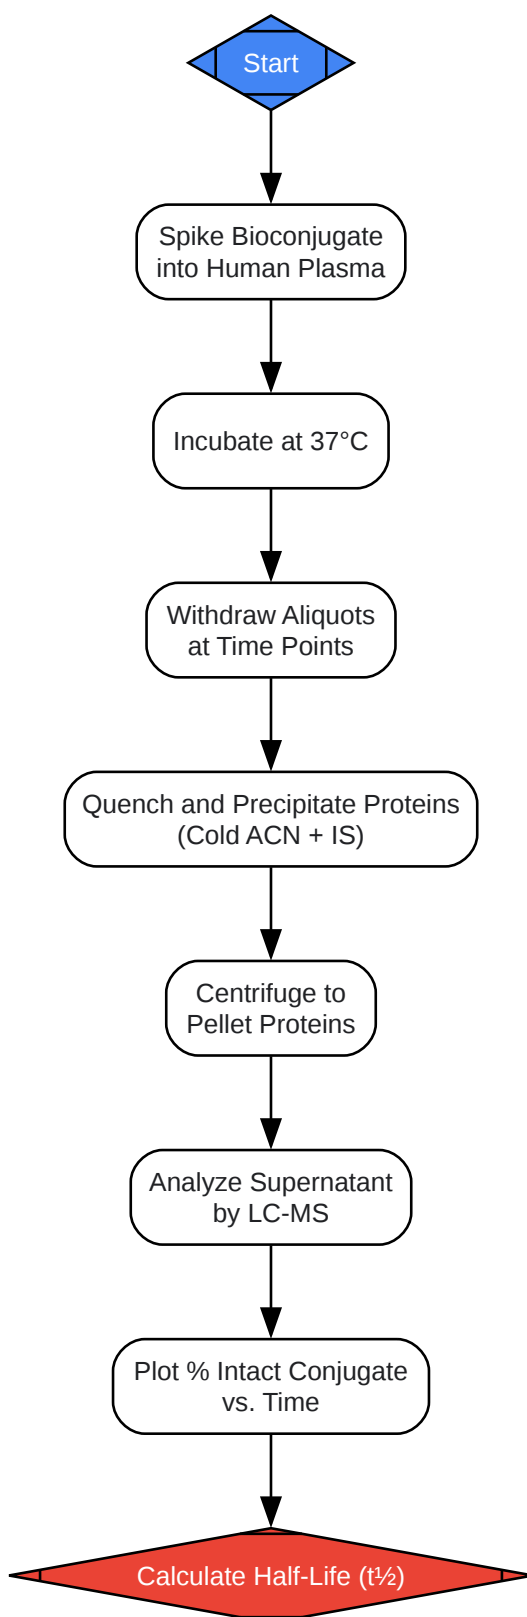 Start
Spike Bioconjugate
into Human Plasma
Incubate at 37°C
Withdraw Aliquots
at Time Points
Quench and Precipitate Proteins
(Cold ACN + IS)
Centrifuge to
Pellet Proteins
Analyze Supernatant
by LC-MS
Plot % Intact Conjugate
vs. Time
Calculate Half-Life (t½)